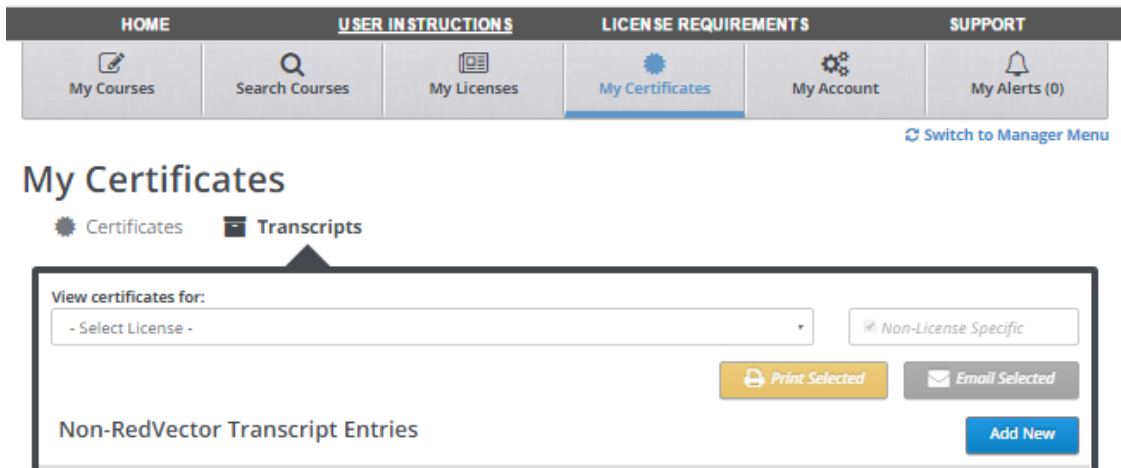 HOME USER INSTRUCTIONS LICENSE REQUIREMENTS SUPPORT
My Courses Search Courses My Licenses My Certificates My Account My Alerts (0)
Switch to Manager Menu
My Certificates
Certificates Transcripts
View certificates for:
- Select License - Non-License Specific
Print Selected Email Selected
Non-RedVector Transcript Entries Add New